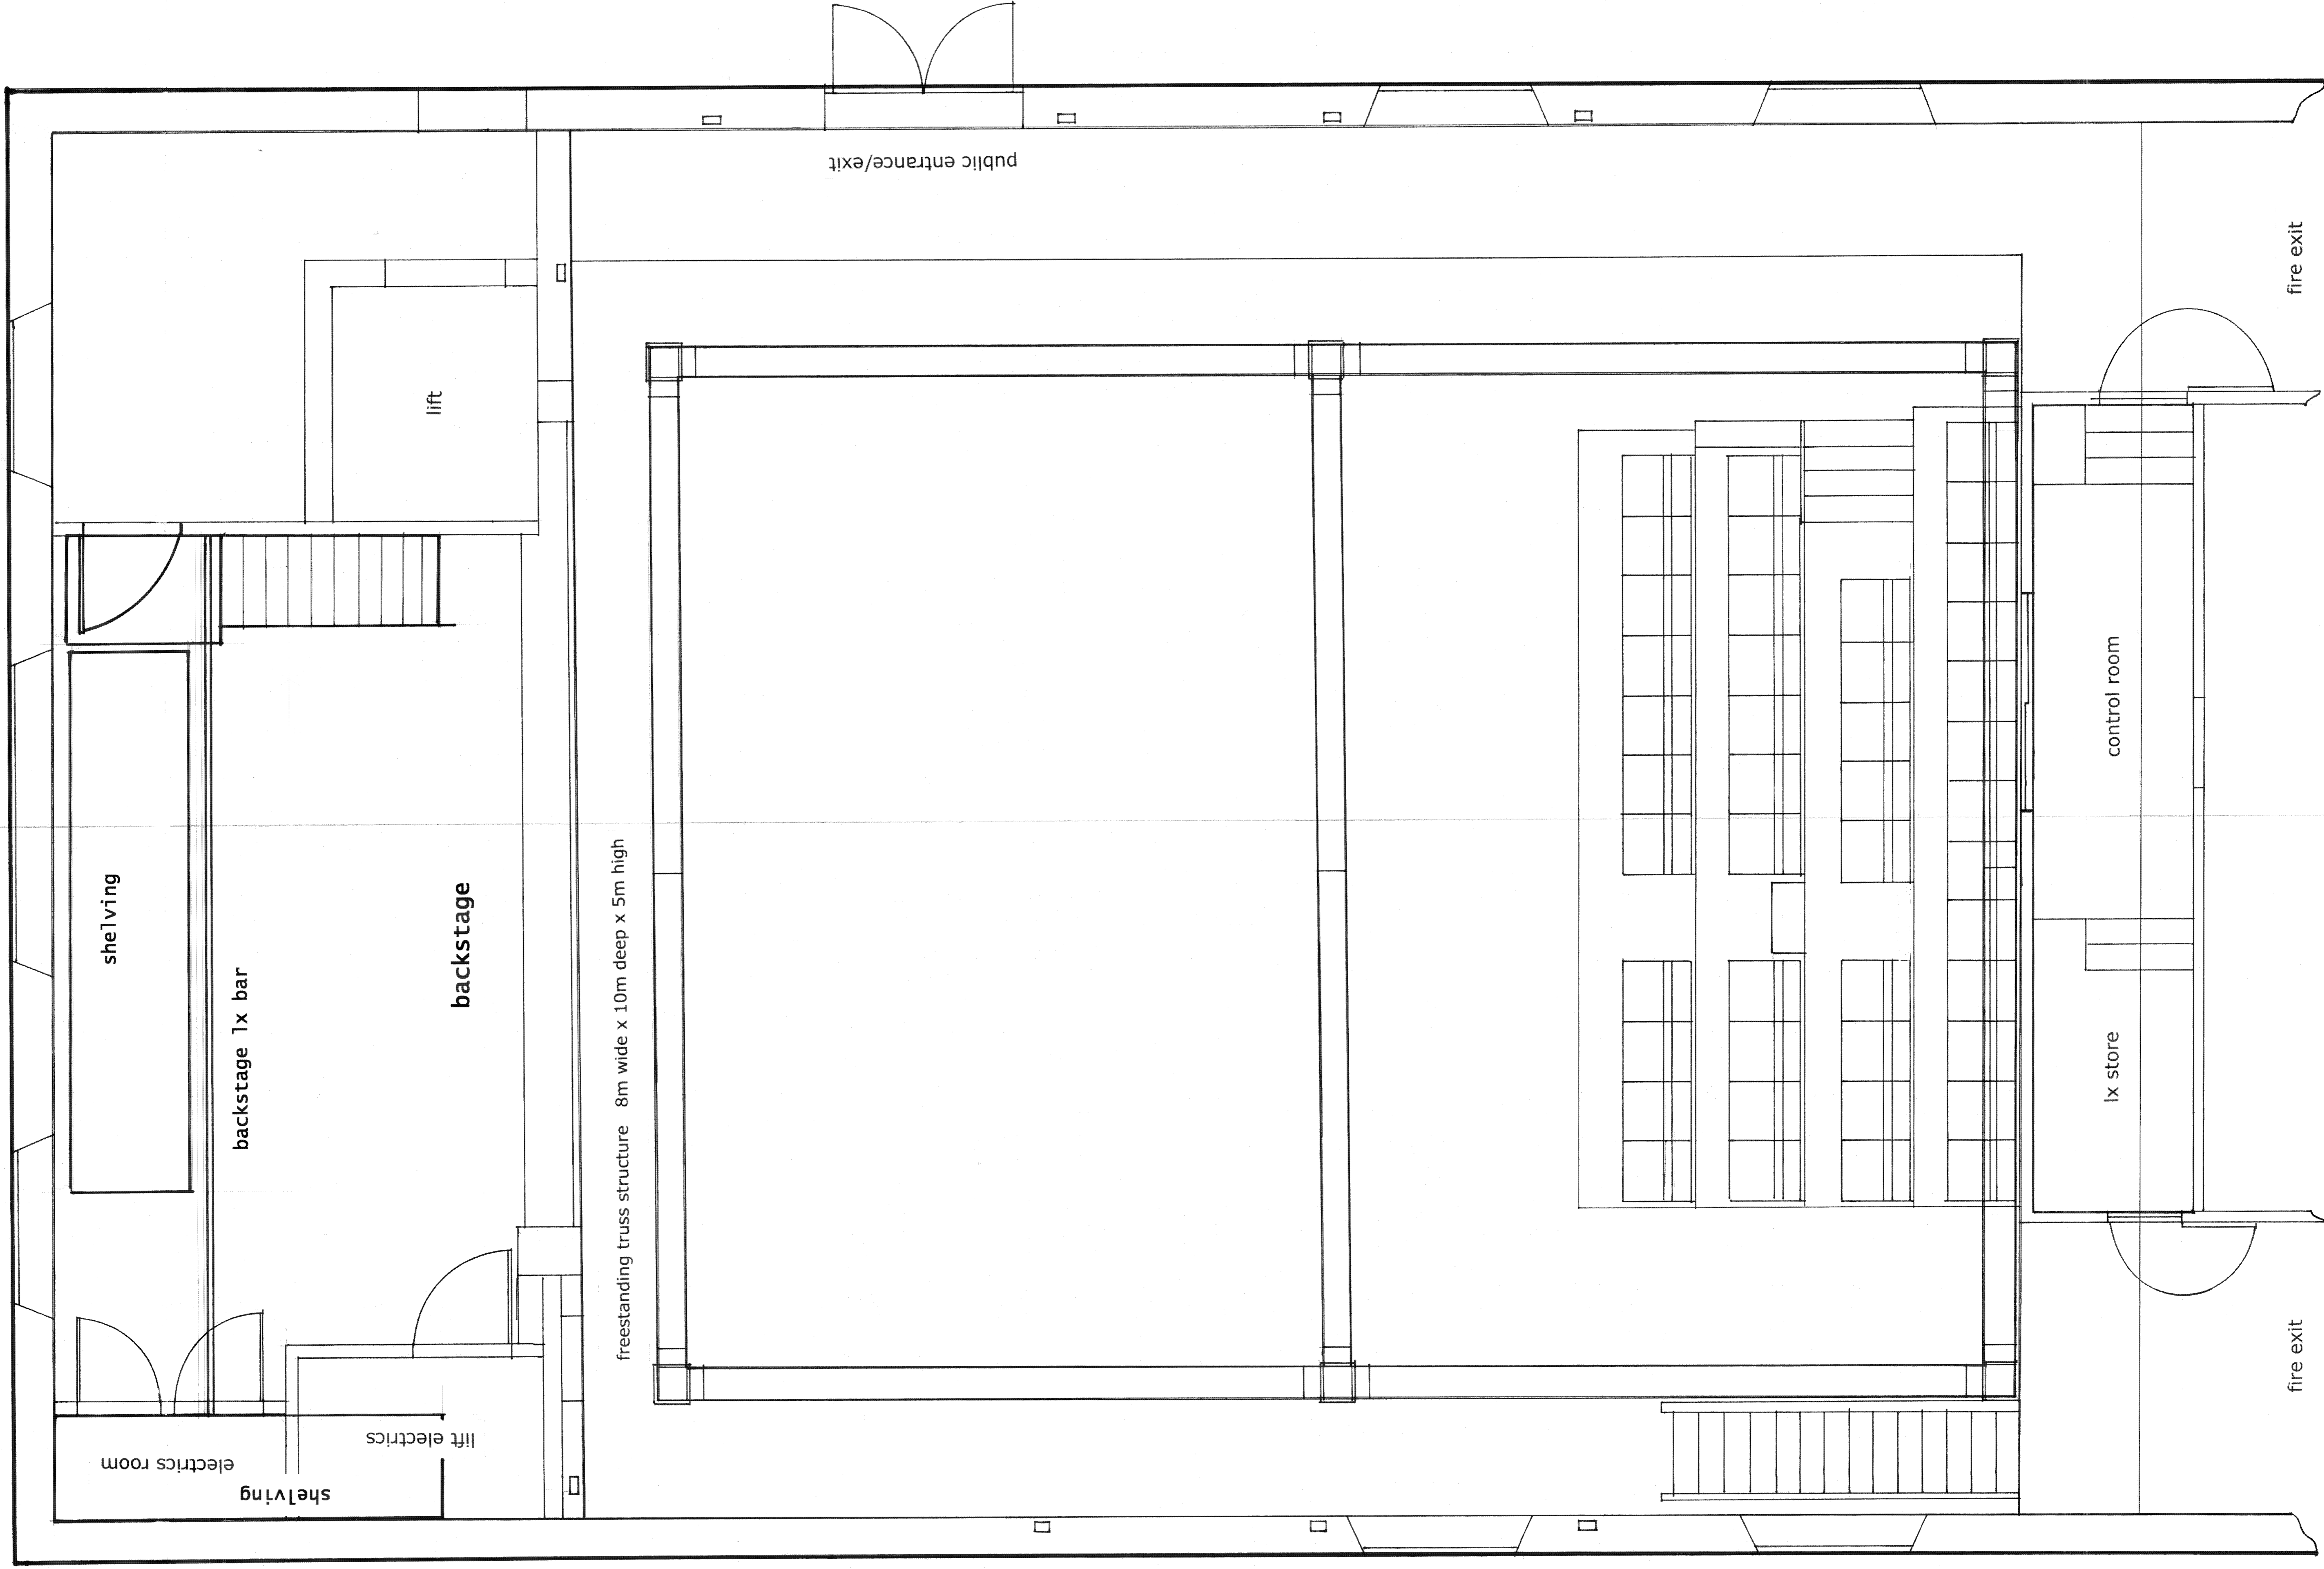 public entrance/exit
fire exit
lift
shelving
backstage lx bar
backstage
freestanding truss structure 8m wide x 10m deep x 5m high
control room
lx store
fire exit
electrics room
lift electrics
shelving